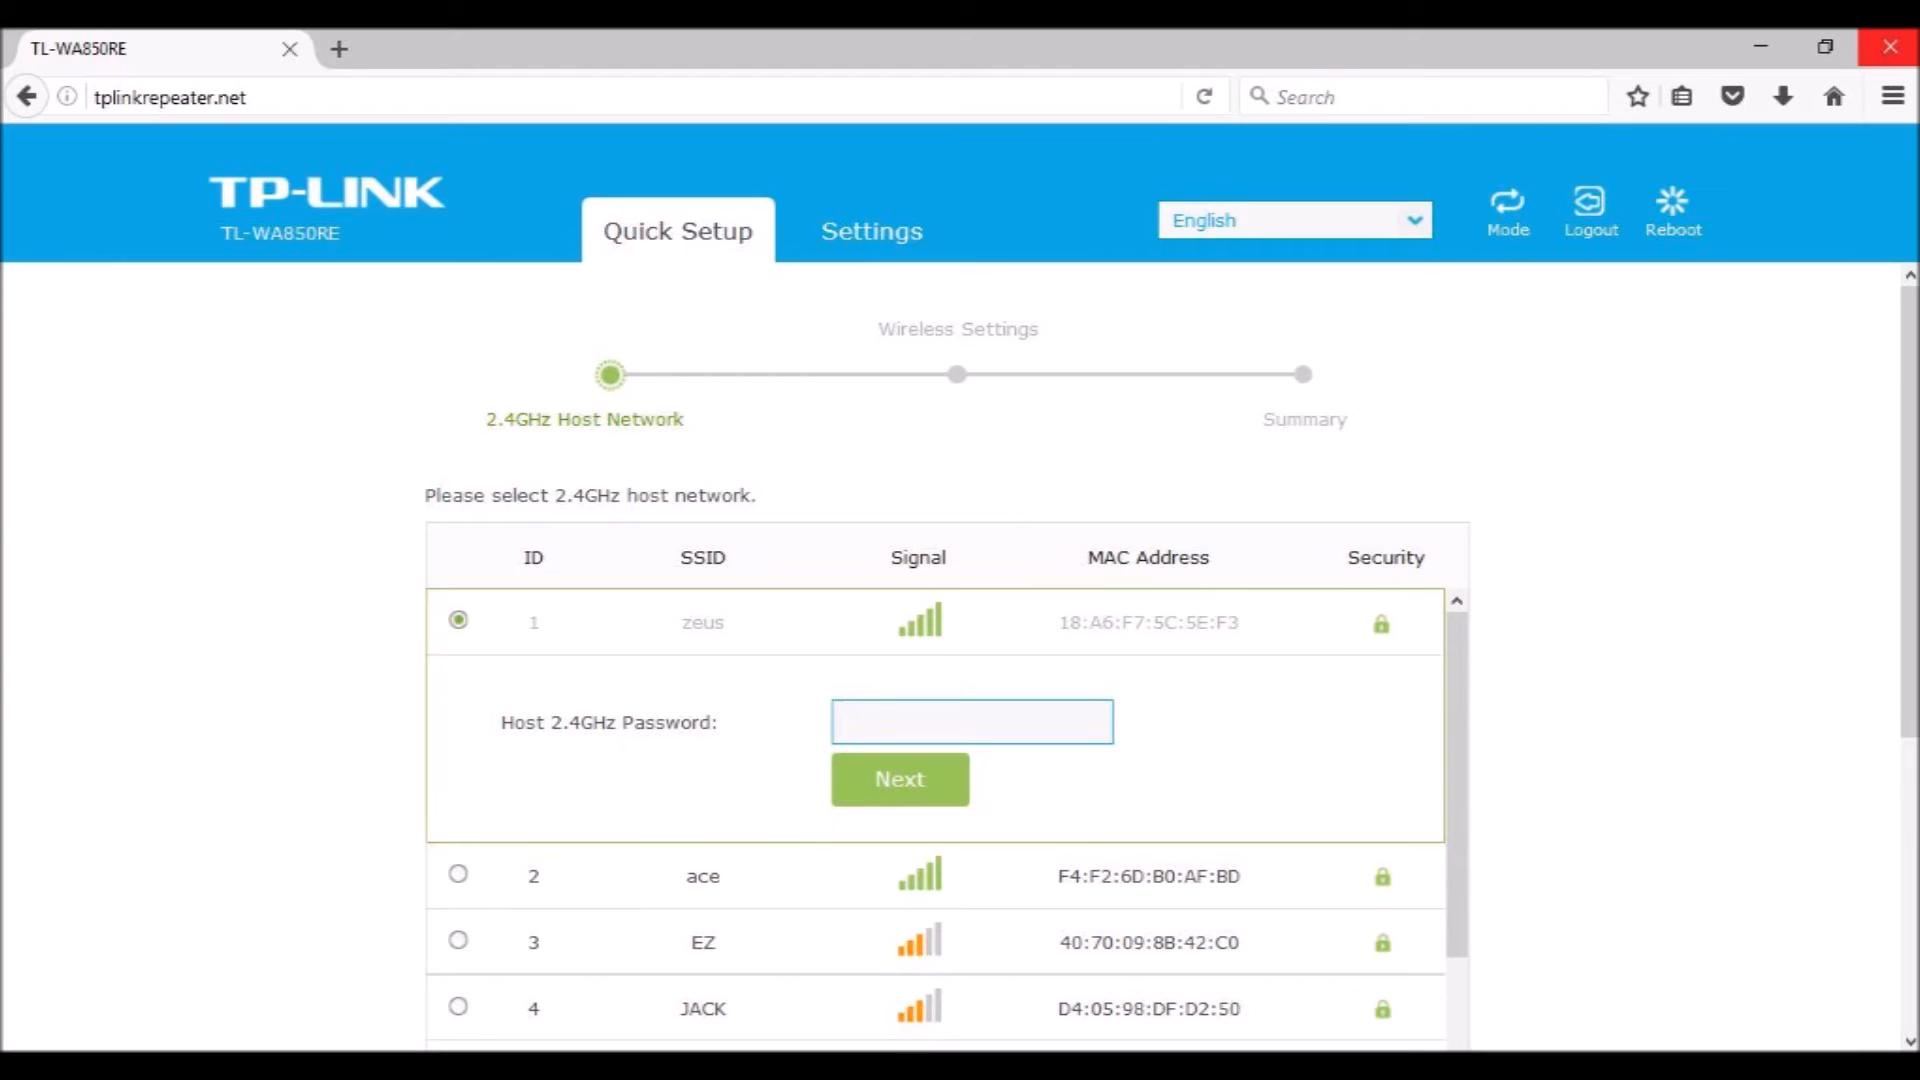 TL-WA850RE
tplinkrepeater.net
Search
TP-LINK
TL-WA850RE
Quick Setup
Settings
English
Mode
Logout
Reboot
Wireless Settings
2.4GHz Host Network
Summary
Please select 2.4GHz host network.
ID SSID Signal MAC Address Security
1 zeus 18:A6:F7:5C:5E:F3
Host 2.4GHz Password:
Next
2 ace F4:F2:6D:B0:AF:BD
3 EZ 40:70:09:8B:42:C0
4 JACK D4:05:98:DF:D2:50